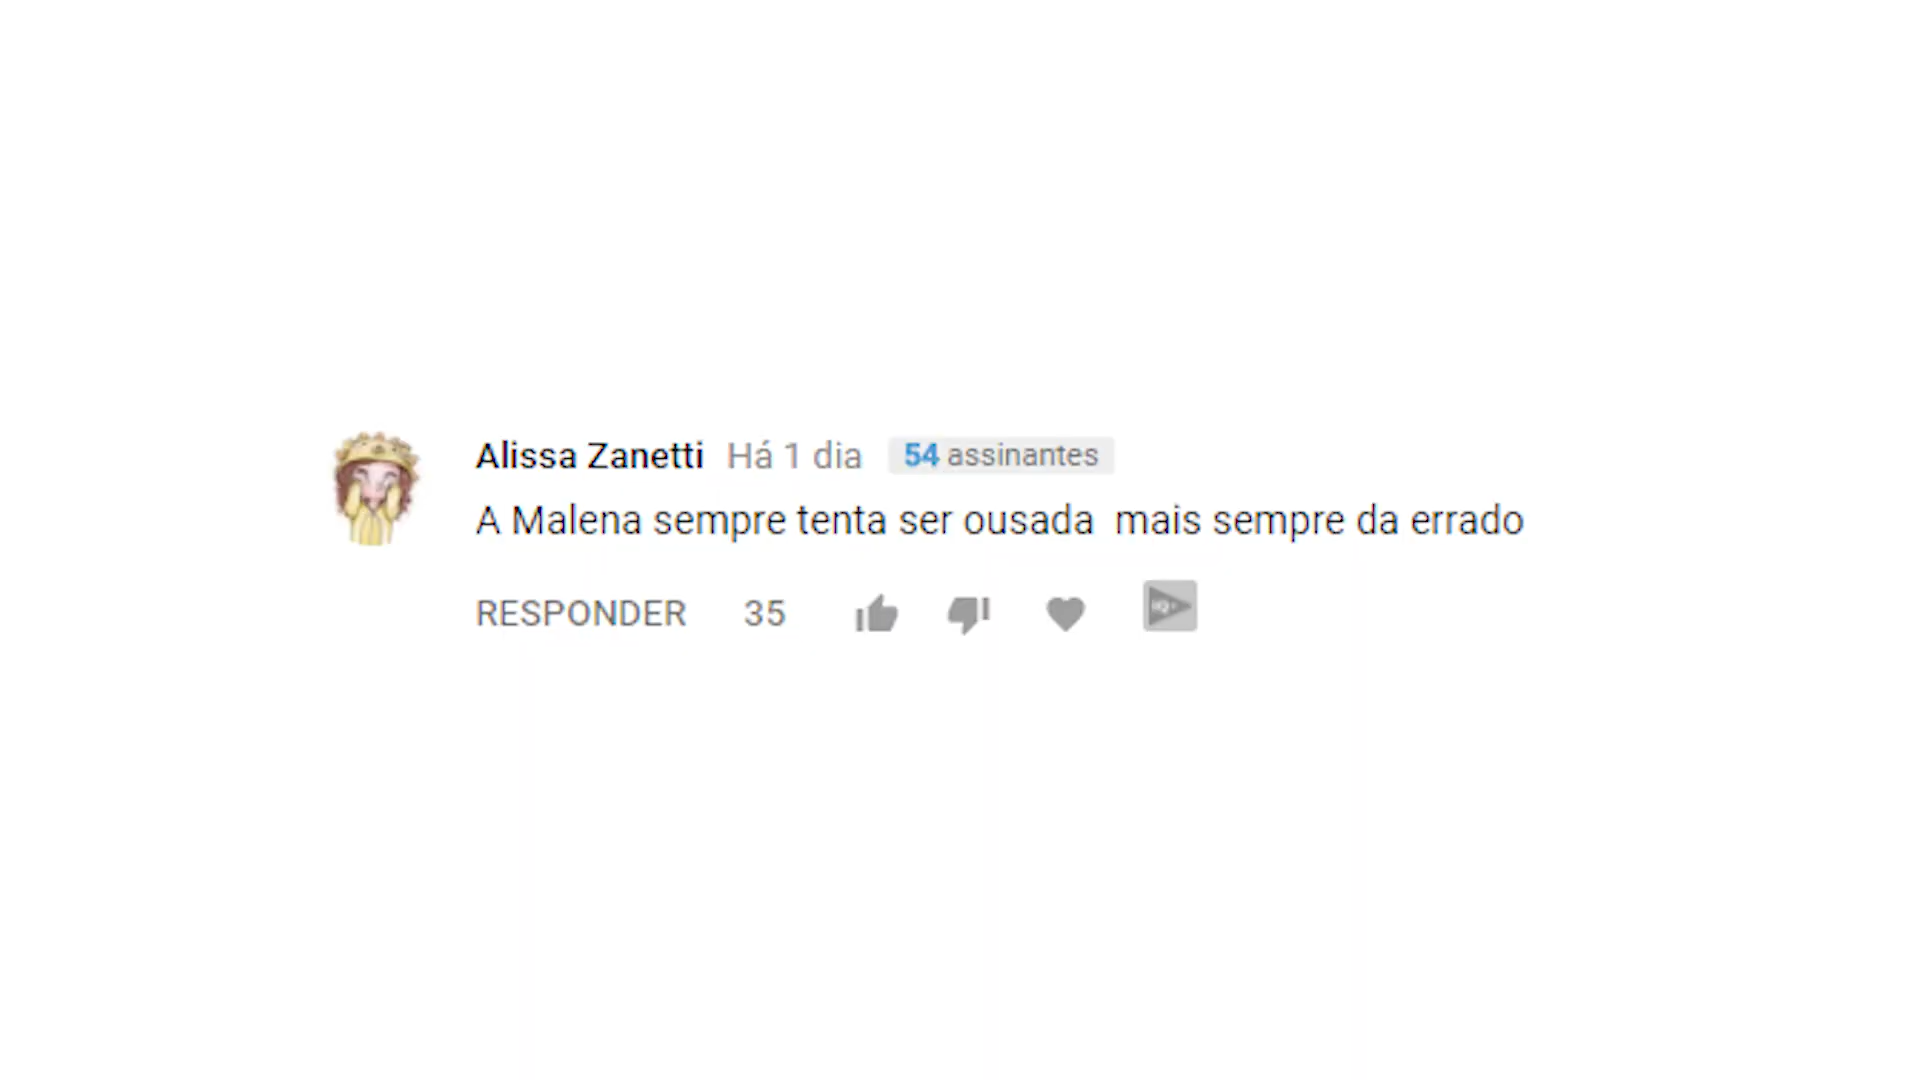 Alissa Zanetti Há 1 dia 54 assinantes
A Malena sempre tenta ser ousada mais sempre da errado
RESPONDER 35